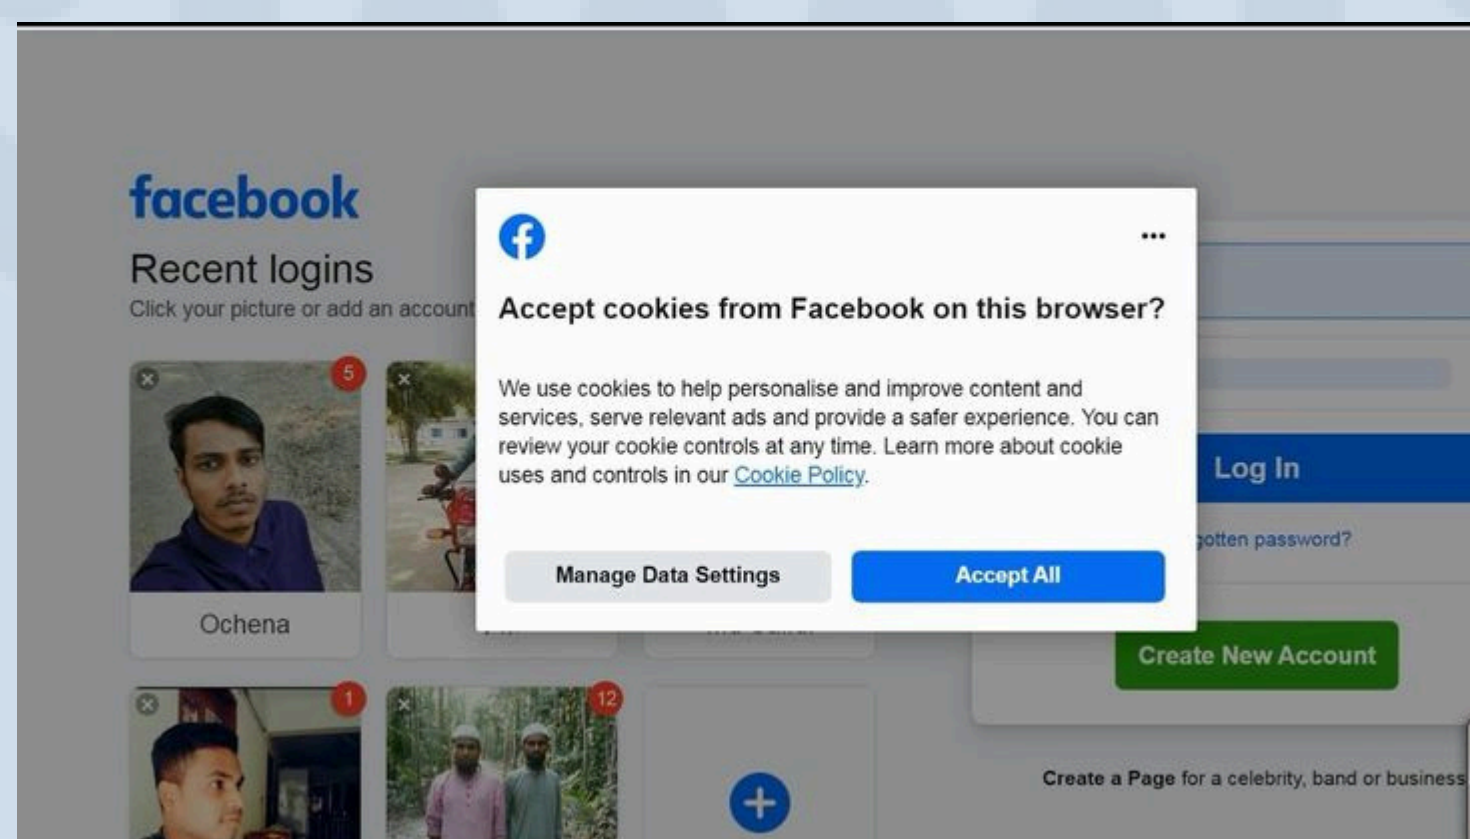 facebook
Recent logins
Click your picture or add an account
5
Ochena
1
12
Accept cookies from Facebook on this browser?
We use cookies to help personalise and improve content and
services, serve relevant ads and provide a safer experience. You can
review your cookie controls at any time. Learn more about cookie
uses and controls in our Cookie Policy.
Manage Data Settings
Accept All
Log In
password?
Create New Account
Create a Page for a celebrity, band or business